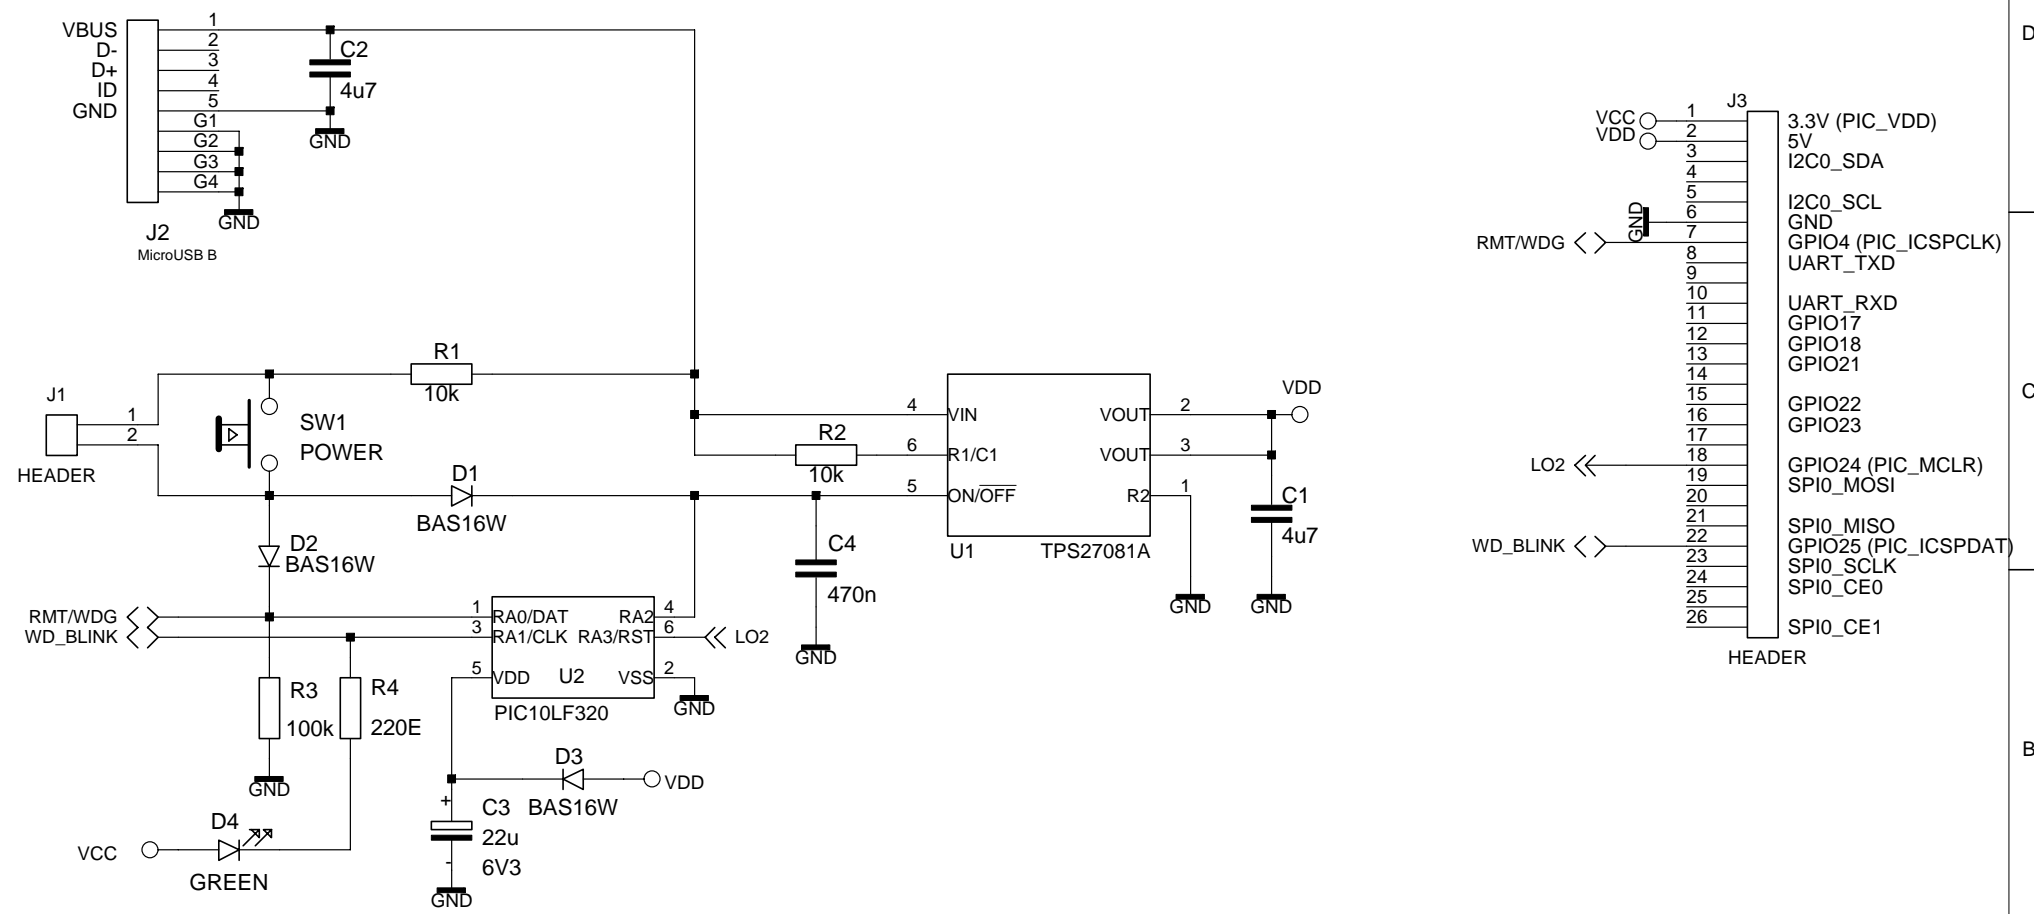 VBUS 1
D- 2
D+ 3
ID 4
GND 5
G1
G2
G3
G4
J2
MicroUSB B
GND
C2
4u7
GND
D
J3
VCC 1 3.3V (PIC_VDD)
VDD 2 5V
3 I2C0_SDA
4
5 I2C0_SCL
GND 6 GND
RMT/WDG 7 GPIO4 (PIC_ICSPCLK)
8 UART_TXD
9
10 UART_RXD
11 GPIO17
12 GPIO18
13 GPIO21
14
15 GPIO22
16 GPIO23
17
LO2 18 GPIO24 (PIC_MCLR)
19 SPI0_MOSI
20
21 SPI0_MISO
WD_BLINK 22 GPIO25 (PIC_ICSPDAT)
23 SPI0_SCLK
24 SPI0_CE0
25
26 SPI0_CE1
HEADER
C
B
R1
10k
J1
1
2
HEADER
SW1
POWER
D1
BAS16W
D2
BAS16W
R2
10k
4 VIN VOUT 2
6 R1/C1 VOUT 3
5 ON/OFF R2 1
U1 TPS27081A
VDD
C1
4u7
GND
GND
C4
470n
GND
RMT/WDG 1 RA0/DAT RA2 4
WD_BLINK 3 RA1/CLK RA3/RST 6 LO2
5 VDD U2 VSS 2
PIC10LF320
GND
R3
100k
GND
R4
220E
D3
BAS16W
VDD
+
C3
22u
6V3
-
GND
D4
VCC
GREEN